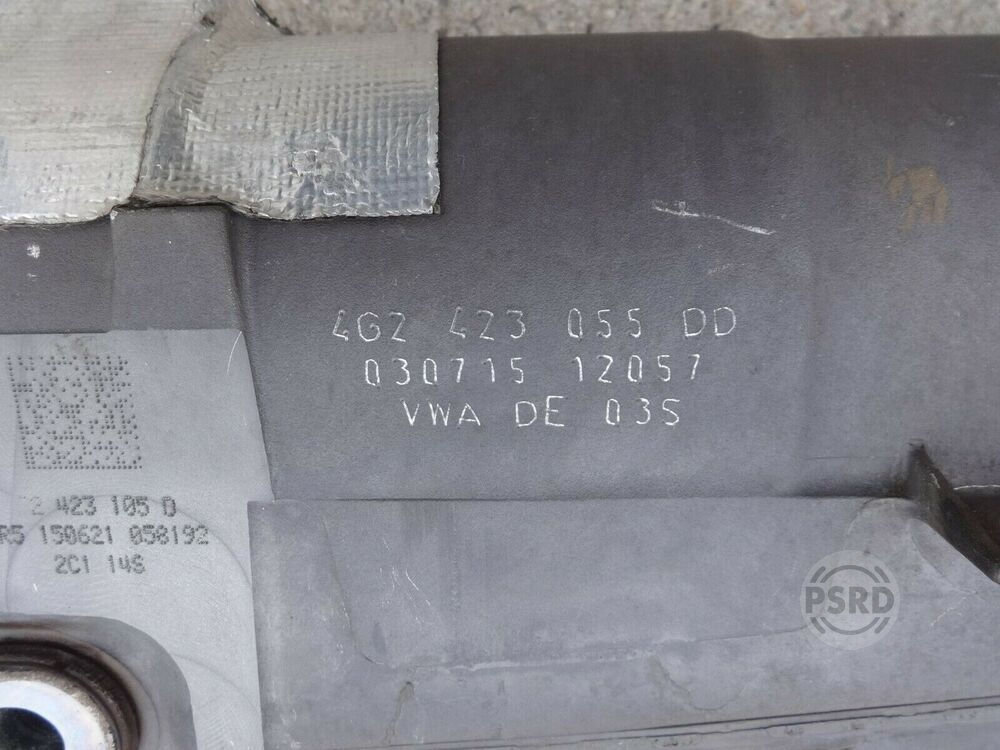 4G2 423 055 DD
030715 12057
VWA DE 03S
2 423 105 D
R5 150621 058192
2C1 14S
PSRD